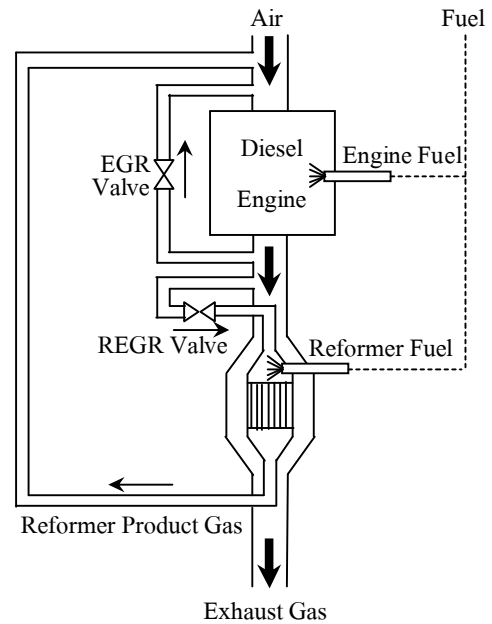 Air
Fuel
Diesel
Engine
Engine Fuel
EGR
Valve
REGR Valve
Reformer Fuel
Reformer Product Gas
Exhaust Gas